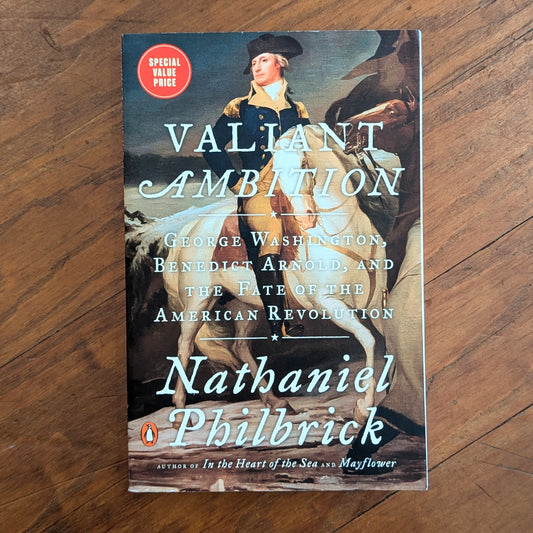 SPECIAL
VALUE
PRICE
VALIANT
AMBITION
GEORGE WASHINGTON,
BENEDICT ARNOLD, AND
THE FATE OF THE
AMERICAN REVOLUTION
Nathaniel
Philbrick
AUTHOR OF In the Heart of the Sea AND Mayflower